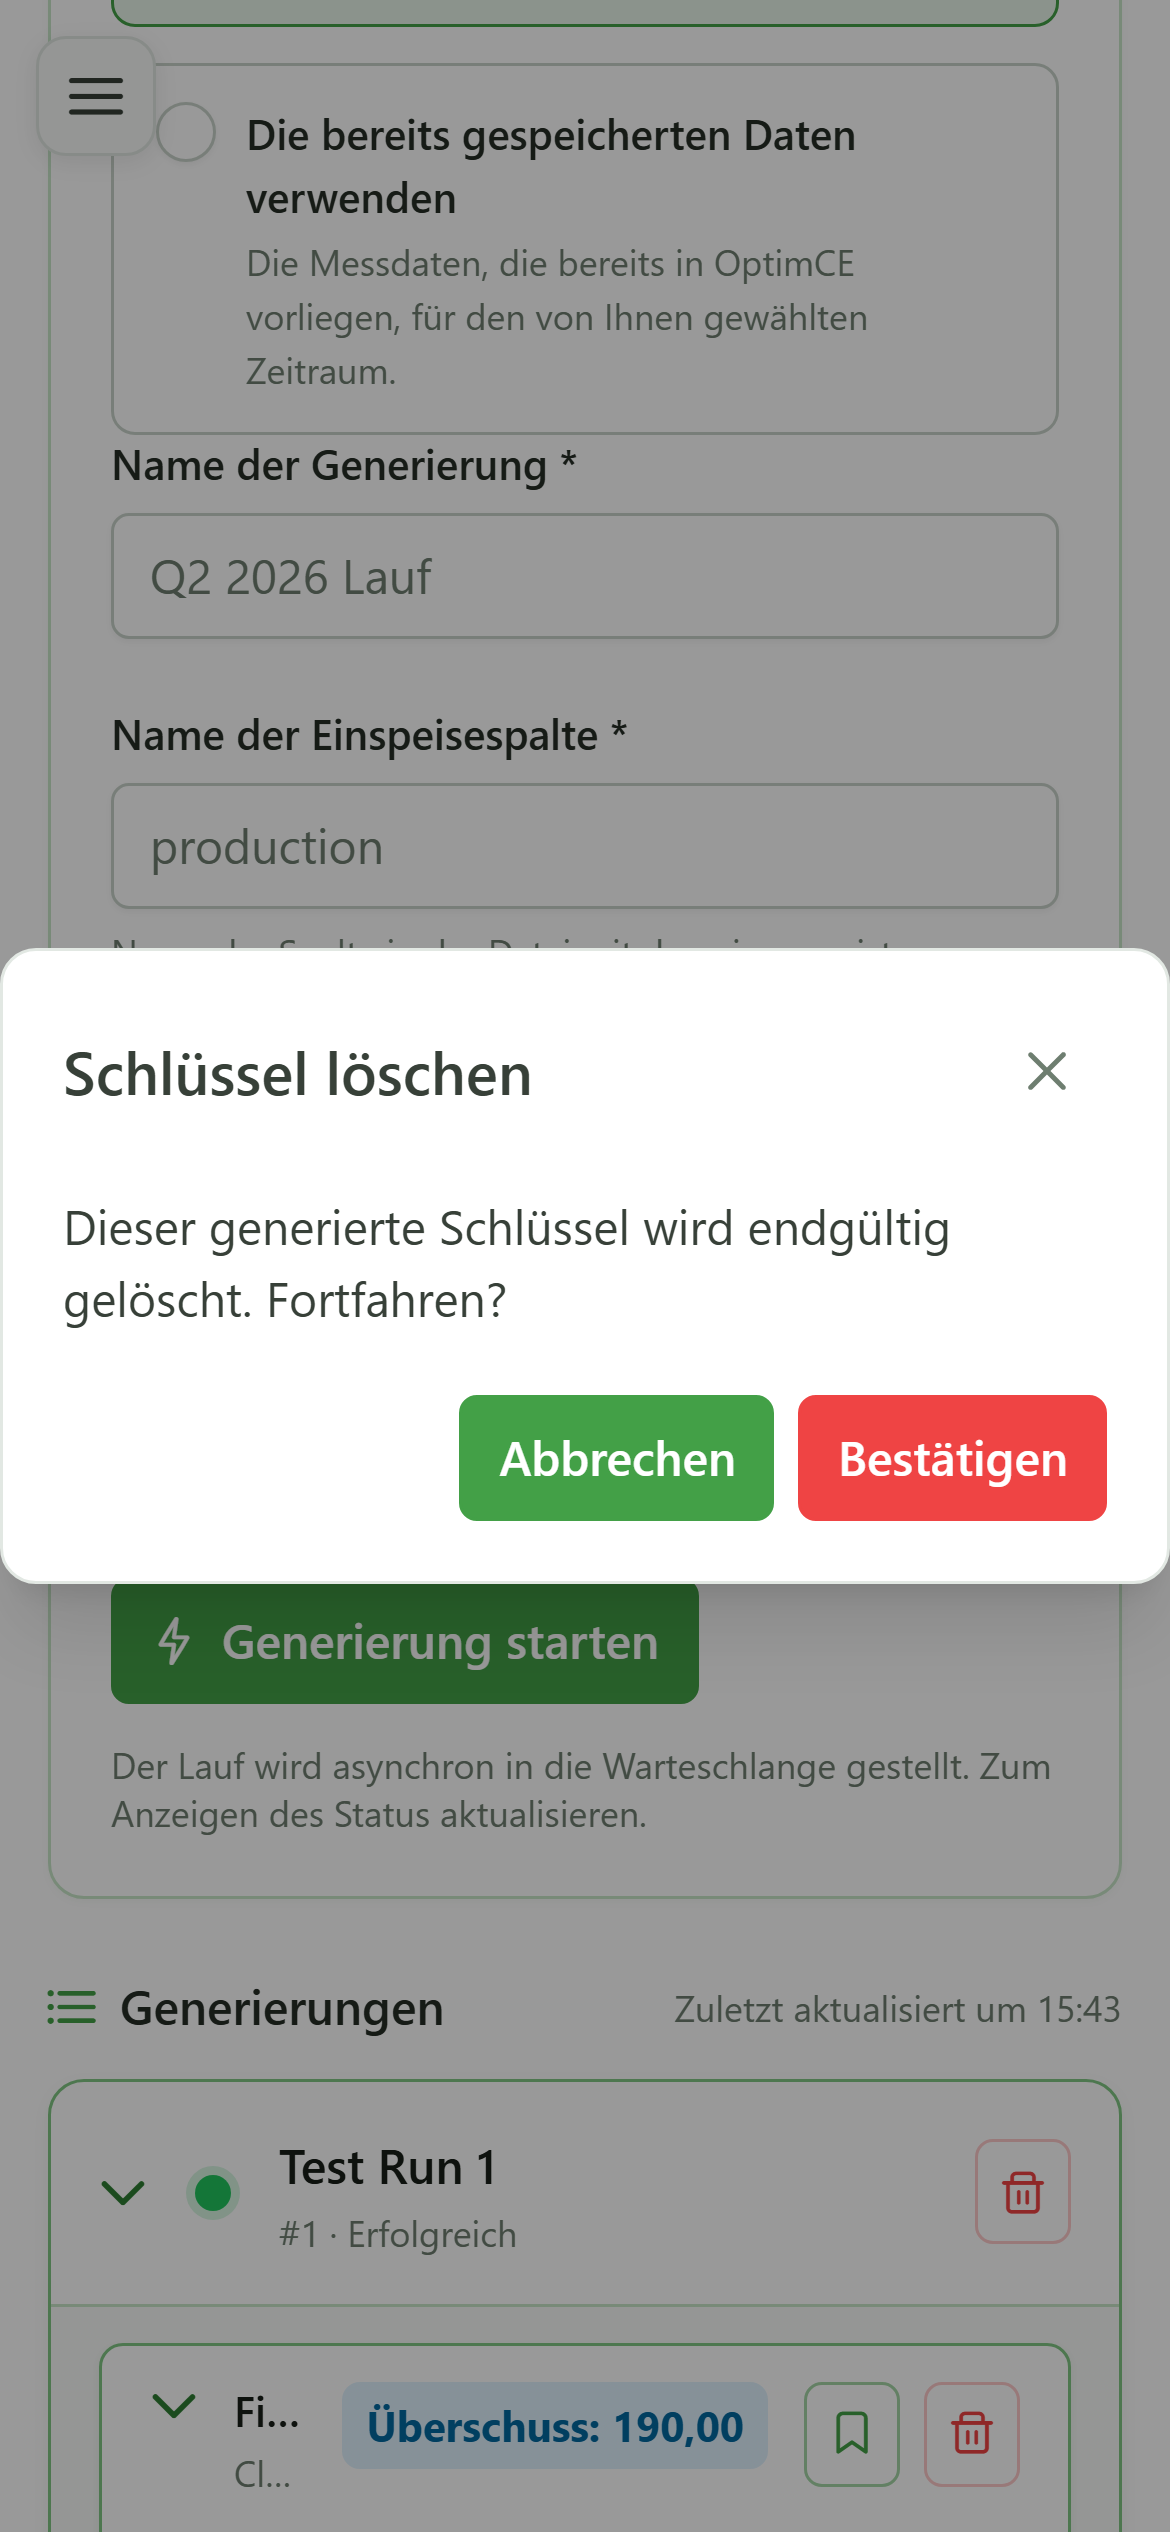 Die bereits gespeicherten Daten
verwenden
Die Messdaten, die bereits in OptimCE
vorliegen, für den von Ihnen gewählten
Zeitraum.
Name der Generierung *
Q2 2026 Lauf
Name der Einspeisespalte *
production
Schlüssel löschen
Dieser generierte Schlüssel wird endgültig
gelöscht. Fortfahren?
Abbrechen
Bestätigen
Generierung starten
Der Lauf wird asynchron in die Warteschlange gestellt. Zum
Anzeigen des Status aktualisieren.
Generierungen
Zuletzt aktualisiert um 15:43
Test Run 1
#1 · Erfolgreich
Fi...
Überschuss: 190,00
Cl...